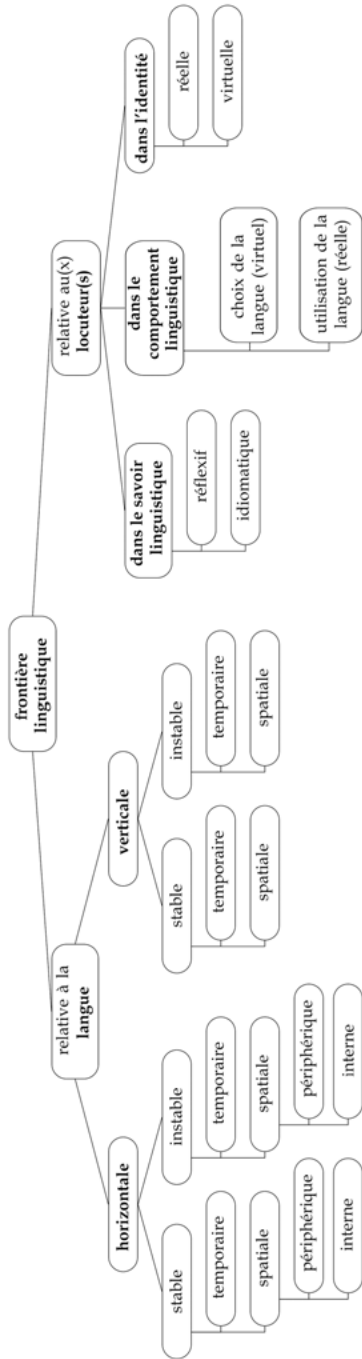 frontière
linguistique
relative à la
langue
horizontale
stable
temporaire
spatiale
périphérique
interne
instable
temporaire
spatiale
périphérique
interne
verticale
stable
temporaire
spatiale
instable
temporaire
spatiale
relative au(x)
locuteur(s)
dans le savoir
linguistique
réflexif
idiomatique
dans le
comportement
linguistique
choix de la
langue (virtuel)
utilisation de la
langue (réelle)
dans l'identité
réelle
virtuelle